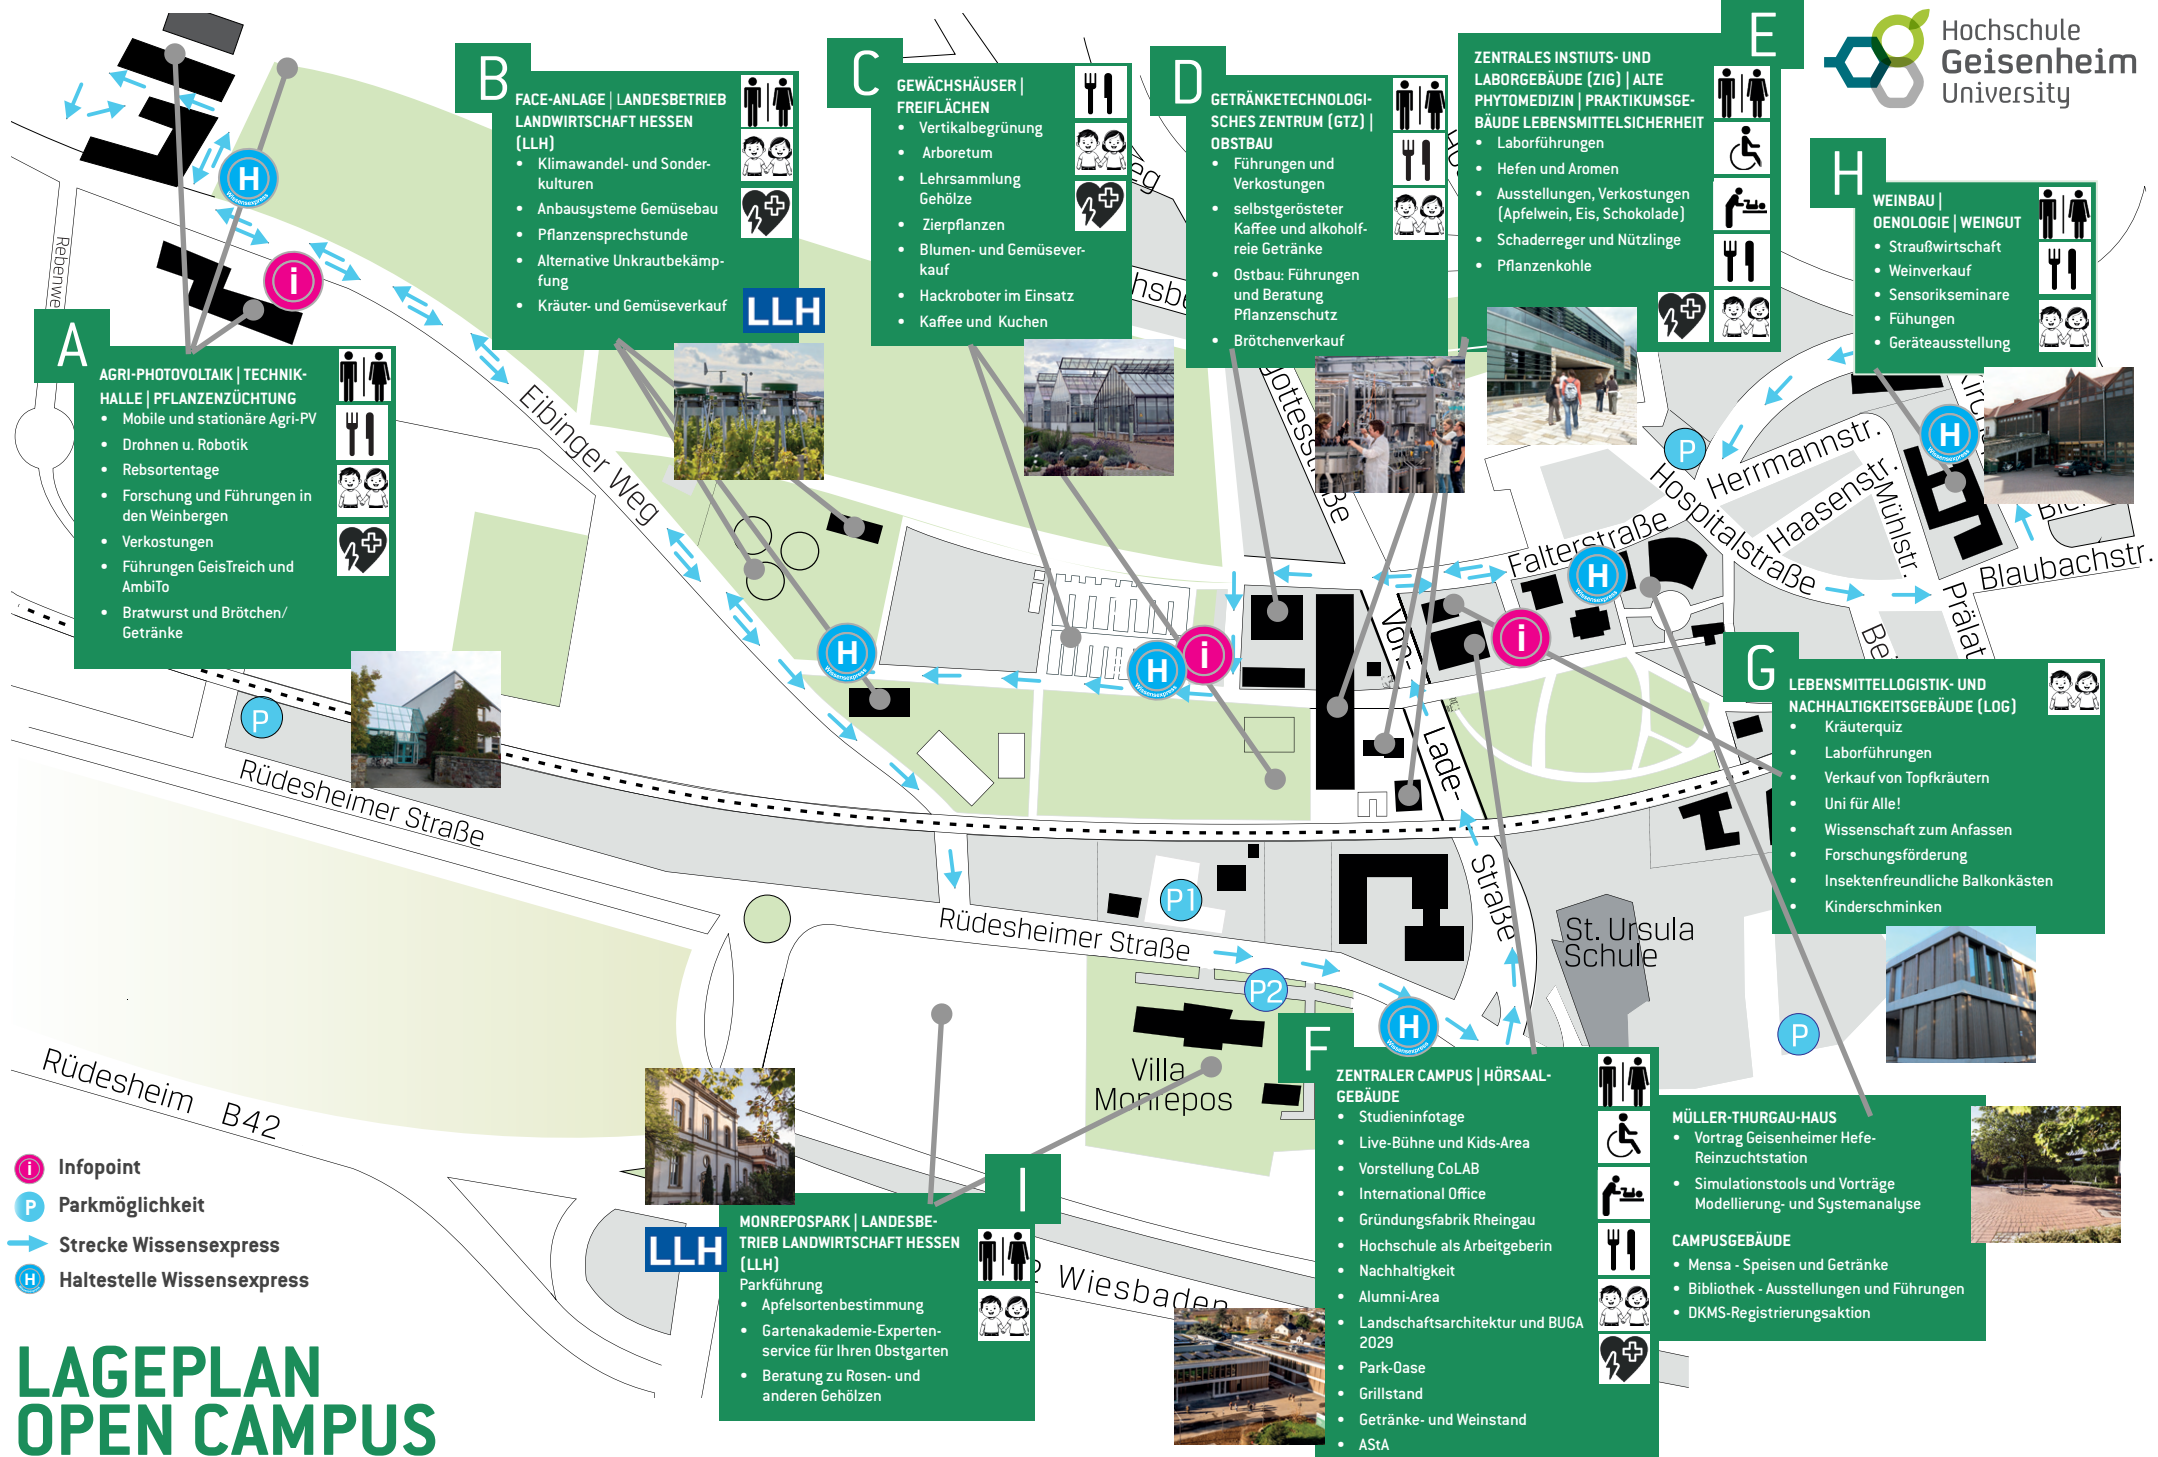 Hochschule
Geisenheim
University
A
AGRI-PHOTOVOLTAIK | TECHNIK-
HALLE | PFLANZENZÜCHTUNG
• Mobile und stationäre Agri-PV
• Drohnen u. Robotik
• Rebsortentage
• Forschung und Führungen in
den Weinbergen
• Verkostungen
• Führungen GeisTreich und
AmbiTo
• Bratwurst und Brötchen/
Getränke
B
FACE-ANLAGE | LANDESBETRIEB
LANDWIRTSCHAFT HESSEN
(LLH)
• Klimawandel- und Sonder-
kulturen
• Anbausysteme Gemüsebau
• Pflanzensprechstunde
• Alternative Unkrautbekämp-
fung
• Kräuter- und Gemüseverkauf
LLH
C
GEWÄCHSHÄUSER |
FREIFLÄCHEN
• Vertikalbegrünung
• Arboretum
• Lehrsammlung
Gehölze
• Zierpflanzen
• Blumen- und Gemüsever-
kauf
• Hackroboter im Einsatz
• Kaffee und Kuchen
D
GETRÄNKETECHNOLOGI-
SCHES ZENTRUM (GTZ) |
OBSTBAU
• Führungen und
Verkostungen
• selbstgerösteter
Kaffee und alkoholf-
reie Getränke
• Ostbau: Führungen
und Beratung
Pflanzenschutz
• Brötchenverkauf
E
ZENTRALES INSTIUTS- UND
LABORGEBÄUDE (ZIG) | ALTE
PHYTOMEDIZIN | PRAKTIKUMSGE-
BÄUDE LEBENSMITTELSICHERHEIT
• Laborführungen
• Hefen und Aromen
• Ausstellungen, Verkostungen
(Apfelwein, Eis, Schokolade)
• Schaderreger und Nützlinge
• Pflanzenkohle
H
WEINBAU |
OENOLOGIE | WEINGUT
• Straußwirtschaft
• Weinverkauf
• Sensorikseminare
• Fühungen
• Geräteausstellung
G
LEBENSMITTELLOGISTIK- UND
NACHHALTIGKEITSGEBÄUDE (LOG)
• Kräuterquiz
• Laborführungen
• Verkauf von Topfkräutern
• Uni für Alle!
• Wissenschaft zum Anfassen
• Forschungsförderung
• Insektenfreundliche Balkonkästen
• Kinderschminken
F
ZENTRALER CAMPUS | HÖRSAAL-
GEBÄUDE
• Studieninfotage
• Live-Bühne und Kids-Area
• Vorstellung CoLAB
• International Office
• Gründungsfabrik Rheingau
• Hochschule als Arbeitgeberin
• Nachhaltigkeit
• Alumni-Area
• Landschaftsarchitektur und BUGA
2029
• Park-Oase
• Grillstand
• Getränke- und Weinstand
• AStA
MÜLLER-THURGAU-HAUS
• Vortrag Geisenheimer Hefe-
Reinzuchtstation
• Simulationstools und Vorträge
Modellierung- und Systemanalyse
CAMPUSGEBÄUDE
• Mensa - Speisen und Getränke
• Bibliothek - Ausstellungen und Führungen
• DKMS-Registrierungsaktion
I
MONREPOSPARK | LANDESBE-
TRIEB LANDWIRTSCHAFT HESSEN
(LLH)
Parkführung
• Apfelsortenbestimmung
• Gartenakademie-Experten-
service für Ihren Obstgarten
• Beratung zu Rosen- und
anderen Gehölzen
LLH
Eibinger Weg
Rüdesheimer Straße
Rüdesheimer Straße
Rüdesheim B42
Wiesbaden
Von-
Lade-
Straße
Falterstraße
Hospitalstraße
Herrmannstr.
Haasenstr.
Mühlstr.
Blaubachstr.
St. Ursula
Schule
Villa
Monrepos
H
Wissensexpress
H
Wissensexpress
H
Wissensexpress
H
Wissensexpress
H
Wissensexpress
H
Wissensexpress
i
i
i
P
P
P
P1
P2
i Infopoint
P Parkmöglichkeit
Strecke Wissensexpress
H Haltestelle Wissensexpress
LAGEPLAN
OPEN CAMPUS